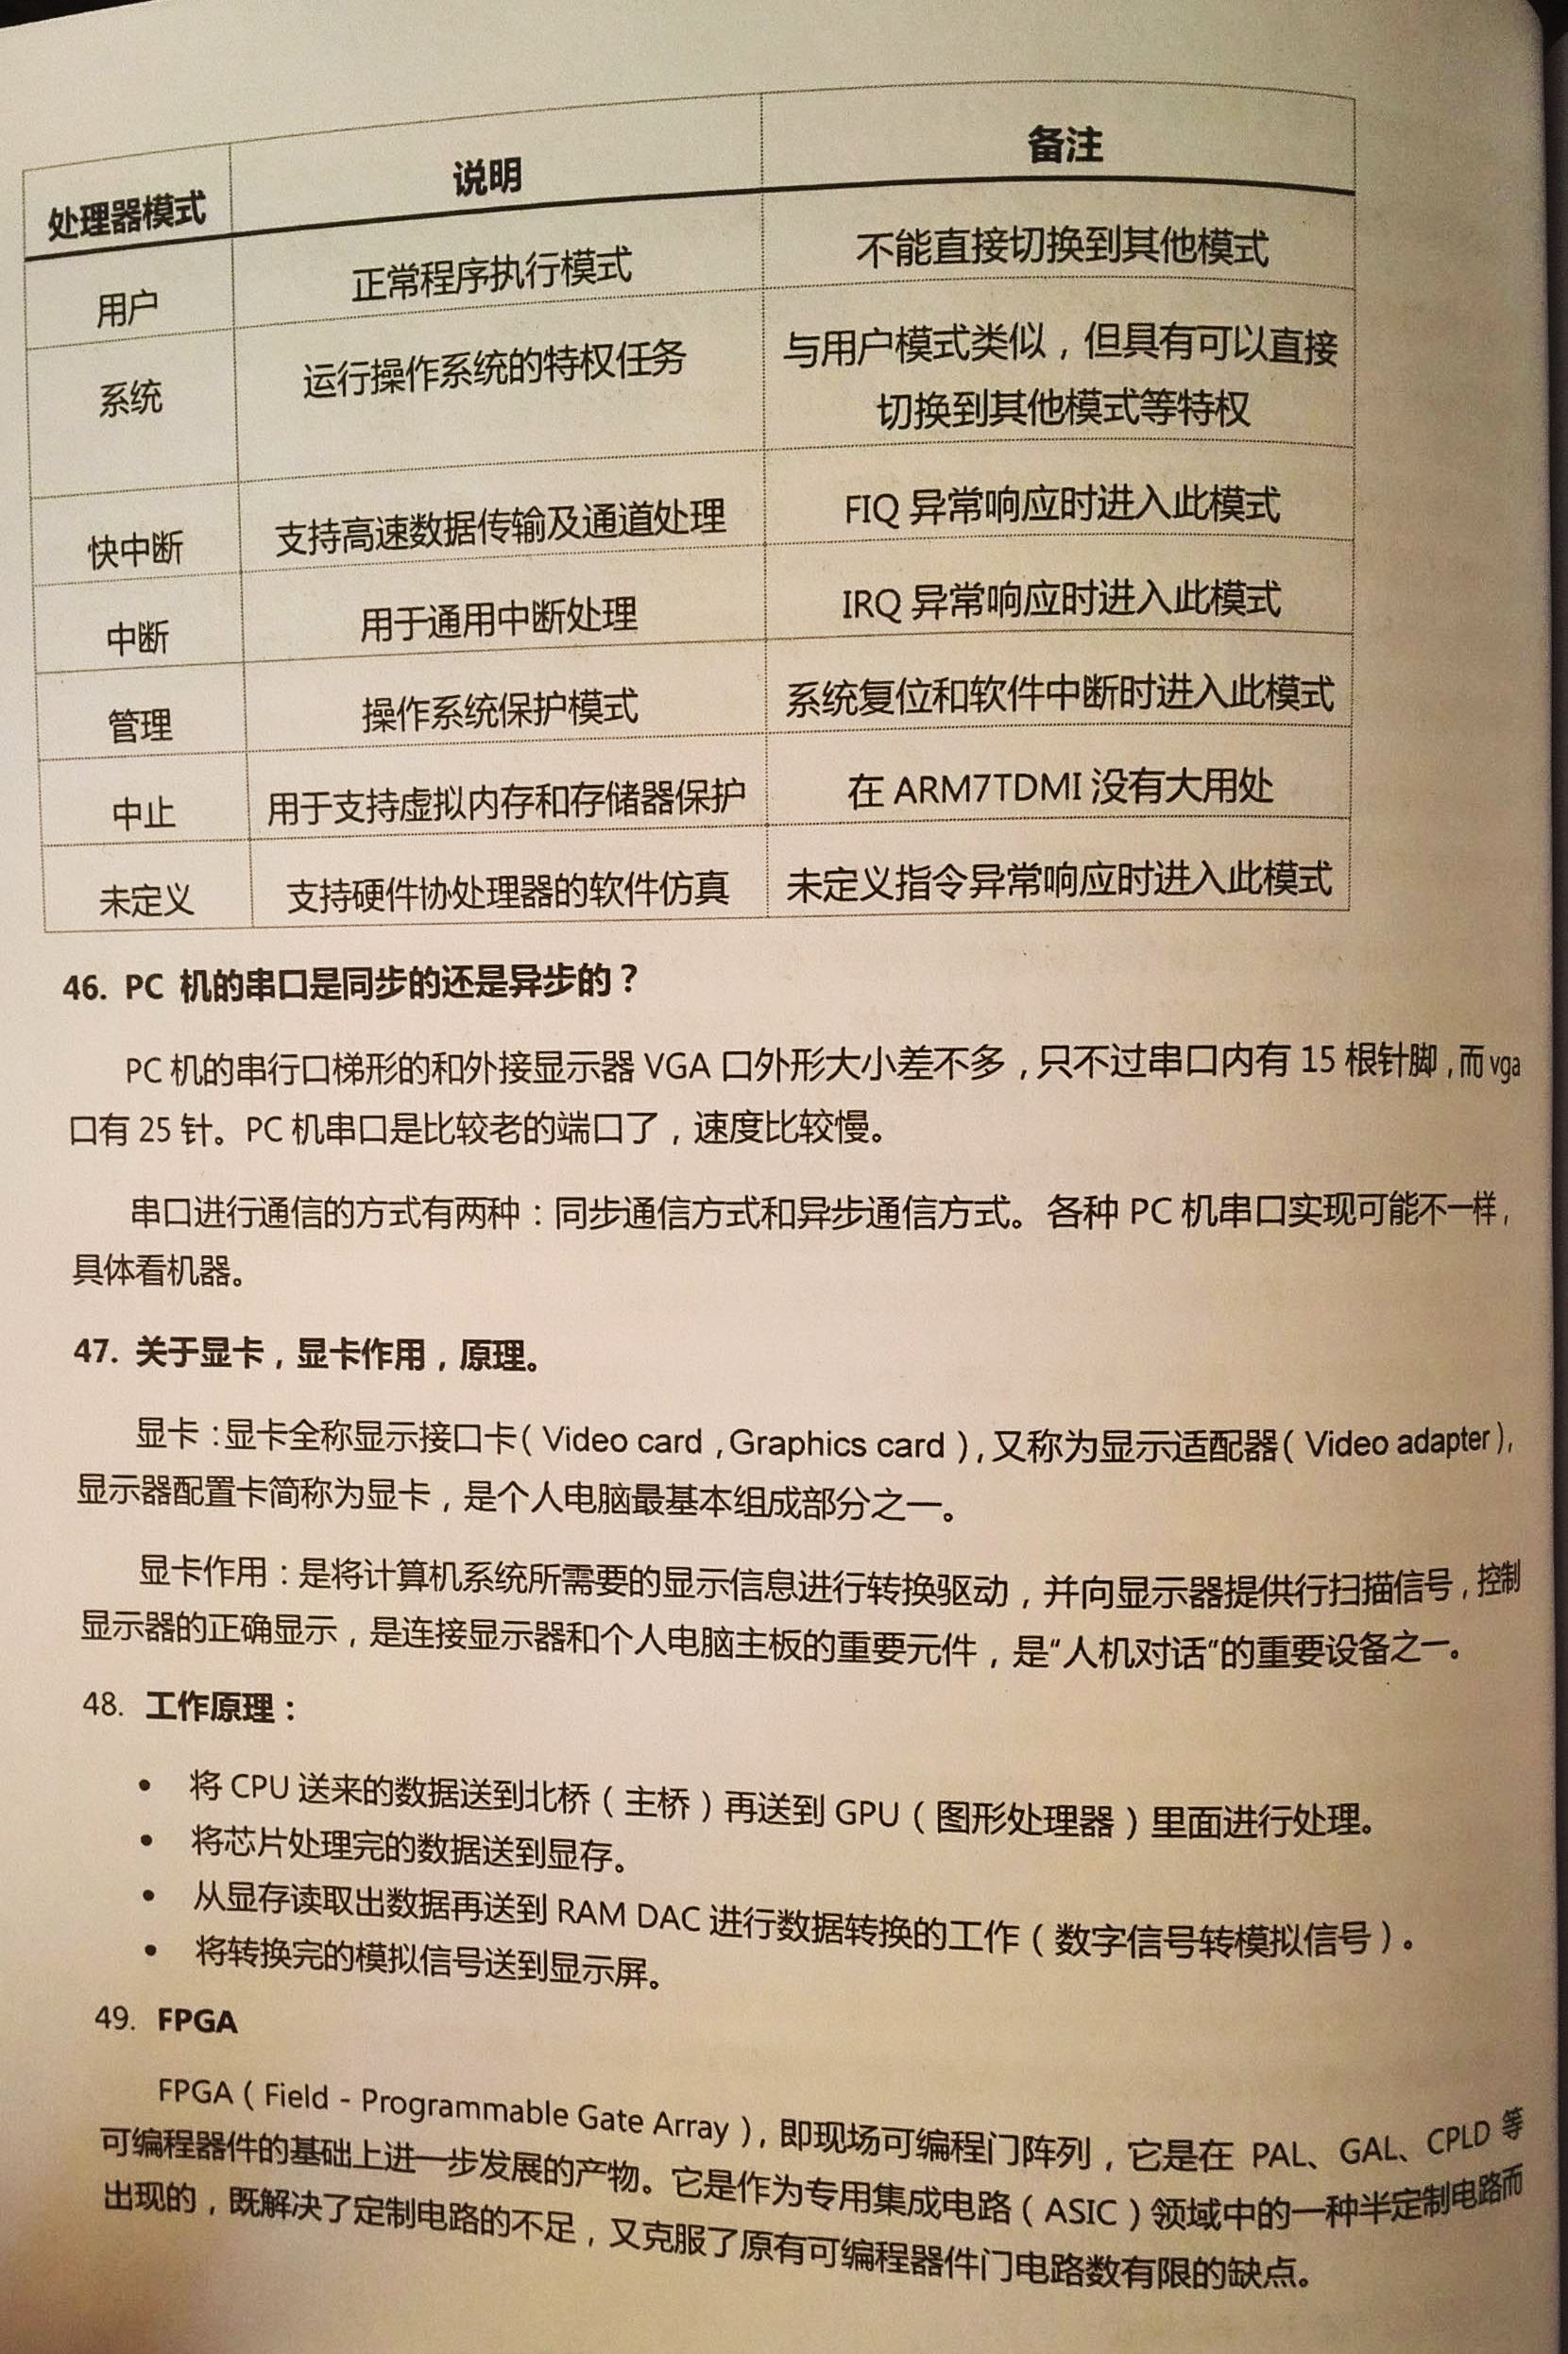 处理器模式 说明 备注
用户 正常程序执行模式 不能直接切换到其他模式
系统 运行操作系统的特权任务 与用户模式类似，但具有可以直接
切换到其他模式等特权
快中断 支持高速数据传输及通道处理 FIQ 异常响应时进入此模式
中断 用于通用中断处理 IRQ 异常响应时进入此模式
管理 操作系统保护模式 系统复位和软件中断时进入此模式
中止 用于支持虚拟内存和存储器保护 在 ARM7TDMI 没有大用处
未定义 支持硬件协处理器的软件仿真 未定义指令异常响应时进入此模式
46. PC 机的串口是同步的还是异步的？
PC 机的串行口梯形的和外接显示器 VGA 口外形大小差不多，只不过串口内有 15 根针脚，而 vga
口有 25 针。PC 机串口是比较老的端口了，速度比较慢。
串口进行通信的方式有两种：同步通信方式和异步通信方式。各种 PC 机串口实现可能不一样，
具体看机器。
47. 关于显卡，显卡作用，原理。
显卡：显卡全称显示接口卡（Video card，Graphics card），又称为显示适配器（Video adapter），
显示器配置卡简称为显卡，是个人电脑最基本组成部分之一。
显卡作用：是将计算机系统所需要的显示信息进行转换驱动，并向显示器提供行扫描信号，控制
显示器的正确显示，是连接显示器和个人电脑主板的重要元件，是“人机对话”的重要设备之一。
48. 工作原理：
• 将 CPU 送来的数据送到北桥（主桥）再送到 GPU（图形处理器）里面进行处理。
• 将芯片处理完的数据送到显存。
• 从显存读取出数据再送到 RAM DAC 进行数据转换的工作（数字信号转模拟信号）。
• 将转换完的模拟信号送到显示屏。
49. FPGA
FPGA（Field - Programmable Gate Array），即现场可编程门阵列，它是在 PAL、GAL、CPLD 等
可编程器件的基础上进一步发展的产物。它是作为专用集成电路（ASIC）领域中的一种半定制电路而
出现的，既解决了定制电路的不足，又克服了原有可编程器件门电路数有限的缺点。